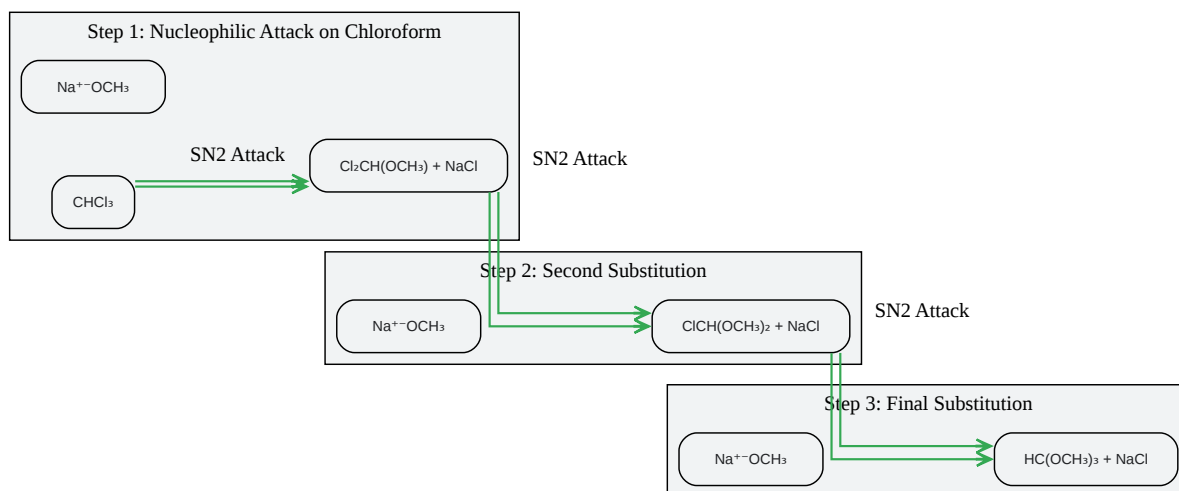 Step 1: Nucleophilic Attack on Chloroform
Na⁺⁻OCH₃
SN2 Attack
Cl₂CH(OCH₃) + NaCl
SN2 Attack
CHCl₃
Step 2: Second Substitution
Na⁺⁻OCH₃
ClCH(OCH₃)₂ + NaCl
SN2 Attack
Step 3: Final Substitution
Na⁺⁻OCH₃
HC(OCH₃)₃ + NaCl